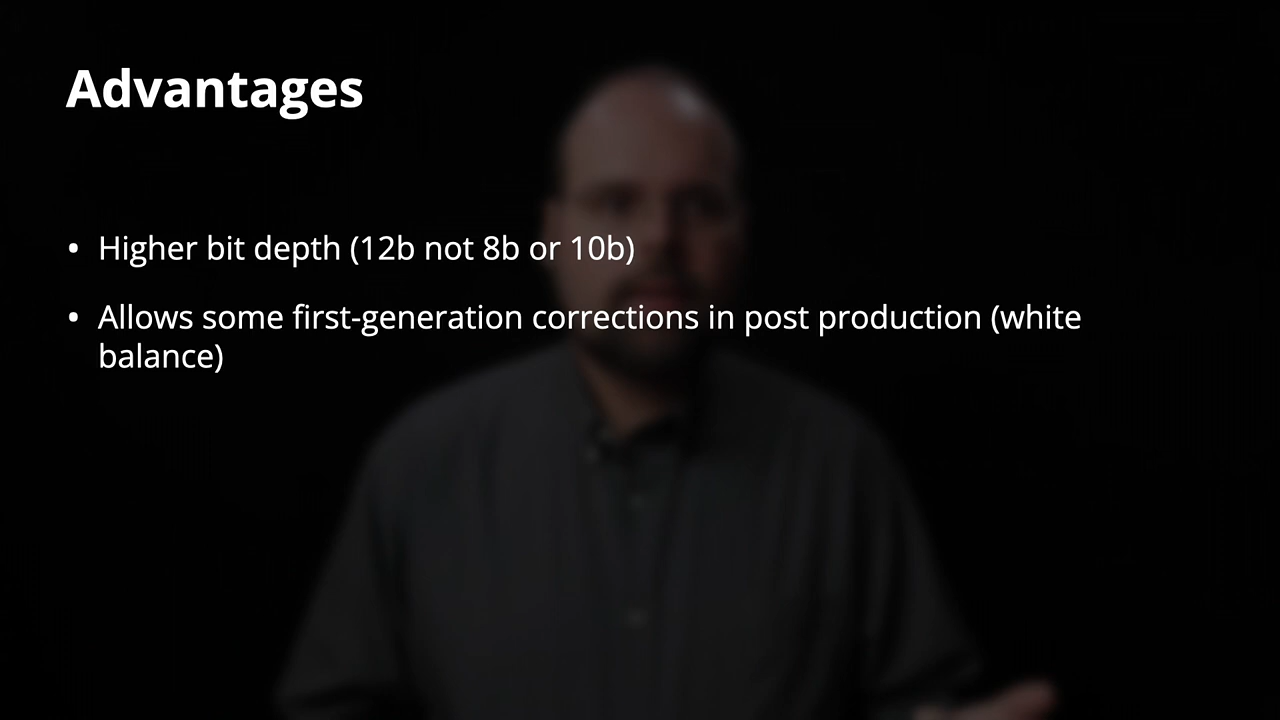 Advantages
• Higher bit depth (12b not 8b or 10b)
• Allows some first-generation corrections in post production (white
balance)